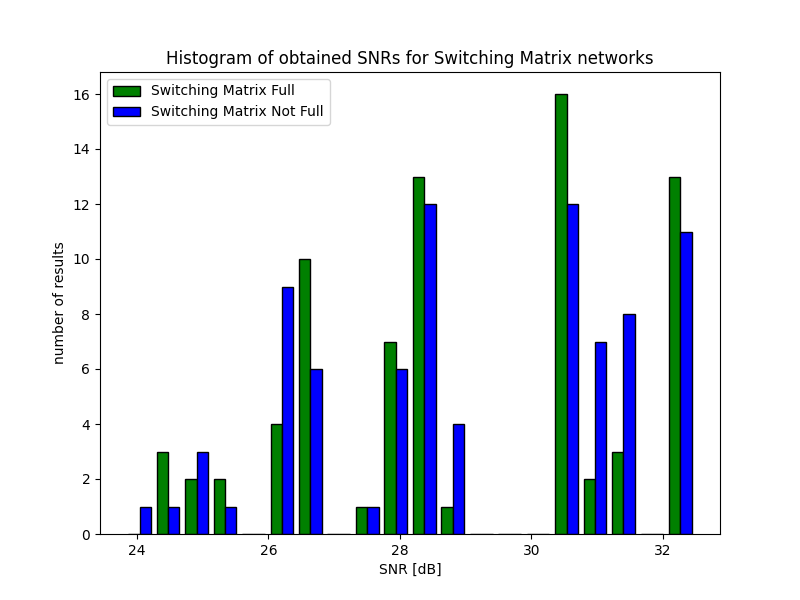 Histogram of obtained SNRs for Switching Matrix networks
Switching Matrix Full
Switching Matrix Not Full
number of results
16
14
12
10
8
6
4
2
0
24 26 28 30 32
SNR [dB]